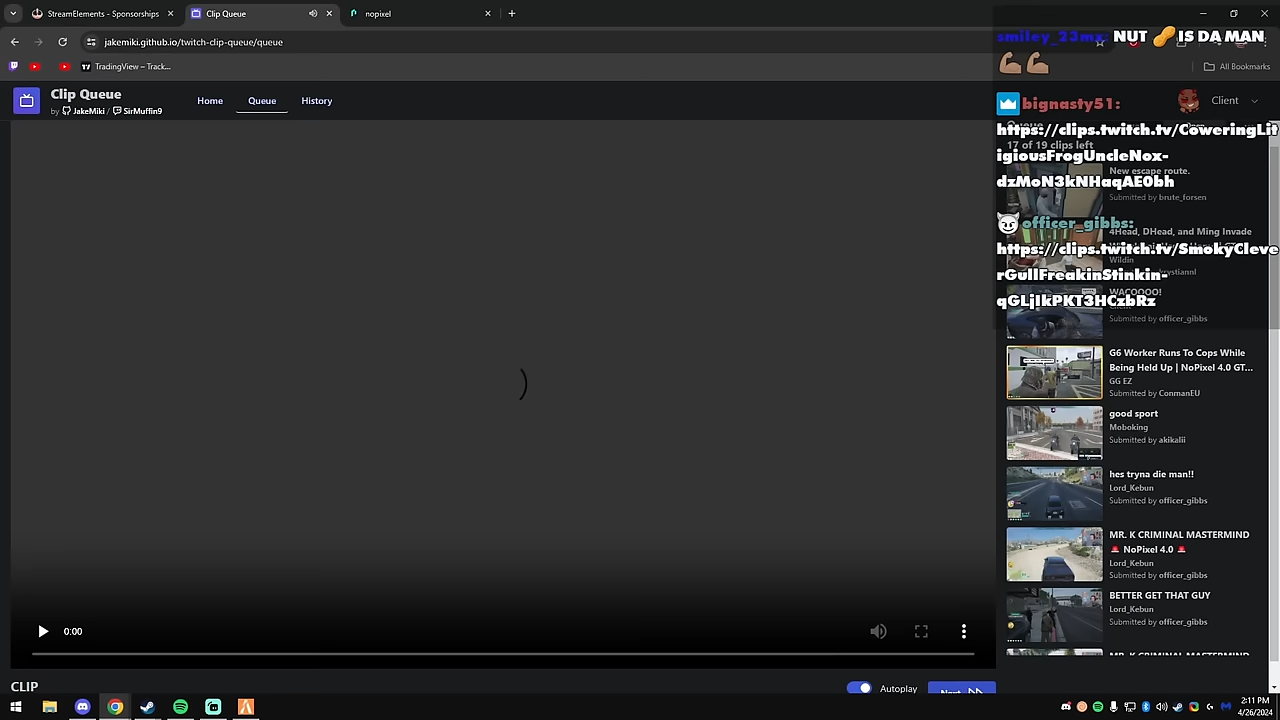 StreamElements - Sponsorships
Clip Queue
nopixel
jakemiki.github.io/twitch-clip-queue/queue
TradingView – Track...
All Bookmarks
smiley_23mx: NUT 🥜 IS DA MAN
💪🏽💪🏽
Clip Queue
by JakeMiki / SirMuffin9
Home
Queue
History
Client
bignasty51:
https://clips.twitch.tv/CoweringLit
igiousFrogUncleNox-
dzMoN3kNHaqAE0bh
Queue
17 of 19 clips left
New escape route.
Submitted by brute_forsen
officer_gibbs:
https://clips.twitch.tv/SmokyCleve
rGullFreakinStinkin-
qGLjIkPKT3HCzbRz
4Head, DHead, and Ming Invade
Wildin
WACOOOO!
Submitted by officer_gibbs
G6 Worker Runs To Cops While
Being Held Up | NoPixel 4.0 GT...
GG EZ
Submitted by ConmanEU
good sport
Moboking
Submitted by akikalii
hes tryna die man!!
Lord_Kebun
Submitted by officer_gibbs
MR. K CRIMINAL MASTERMIND
🚨 NoPixel 4.0 🚨
Lord_Kebun
Submitted by officer_gibbs
BETTER GET THAT GUY
Lord_Kebun
Submitted by officer_gibbs
MR. K CRIMINAL MASTERMIND
0:00
CLIP
Autoplay
Next
2:11 PM
4/26/2024